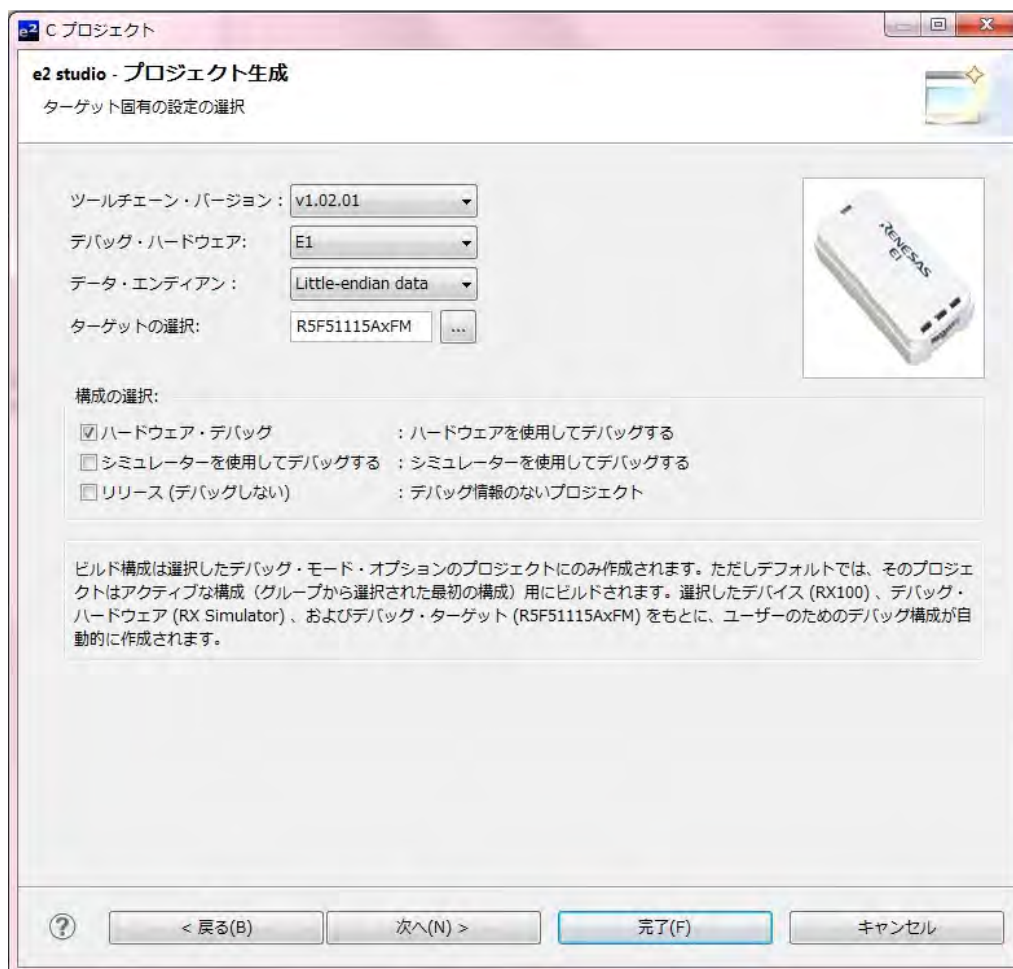 e2 C プロジェクト
e2 studio - プロジェクト生成
ターゲット固有の設定の選択
ツールチェーン・バージョン : v1.02.01
デバッグ・ハードウェア: E1
データ・エンディアン : Little-endian data
ターゲットの選択: R5F51115AxFM ...
RENESAS
E1
構成の選択:
ハードウェア・デバッグ : ハードウェアを使用してデバッグする
シミュレーターを使用してデバッグする : シミュレーターを使用してデバッグする
リリース (デバッグしない) : デバッグ情報のないプロジェクト
ビルド構成は選択したデバッグ・モード・オプションのプロジェクトにのみ作成されます。ただしデフォルトでは、そのプロジェ
クトはアクティブな構成（グループから選択された最初の構成）用にビルドされます。選択したデバイス (RX100) 、デバッグ・
ハードウェア (RX Simulator) 、およびデバッグ・ターゲット (R5F51115AxFM) をもとに、ユーザーのためのデバッグ構成が自
動的に作成されます。
? < 戻る(B) 次へ(N) > 完了(F) キャンセル